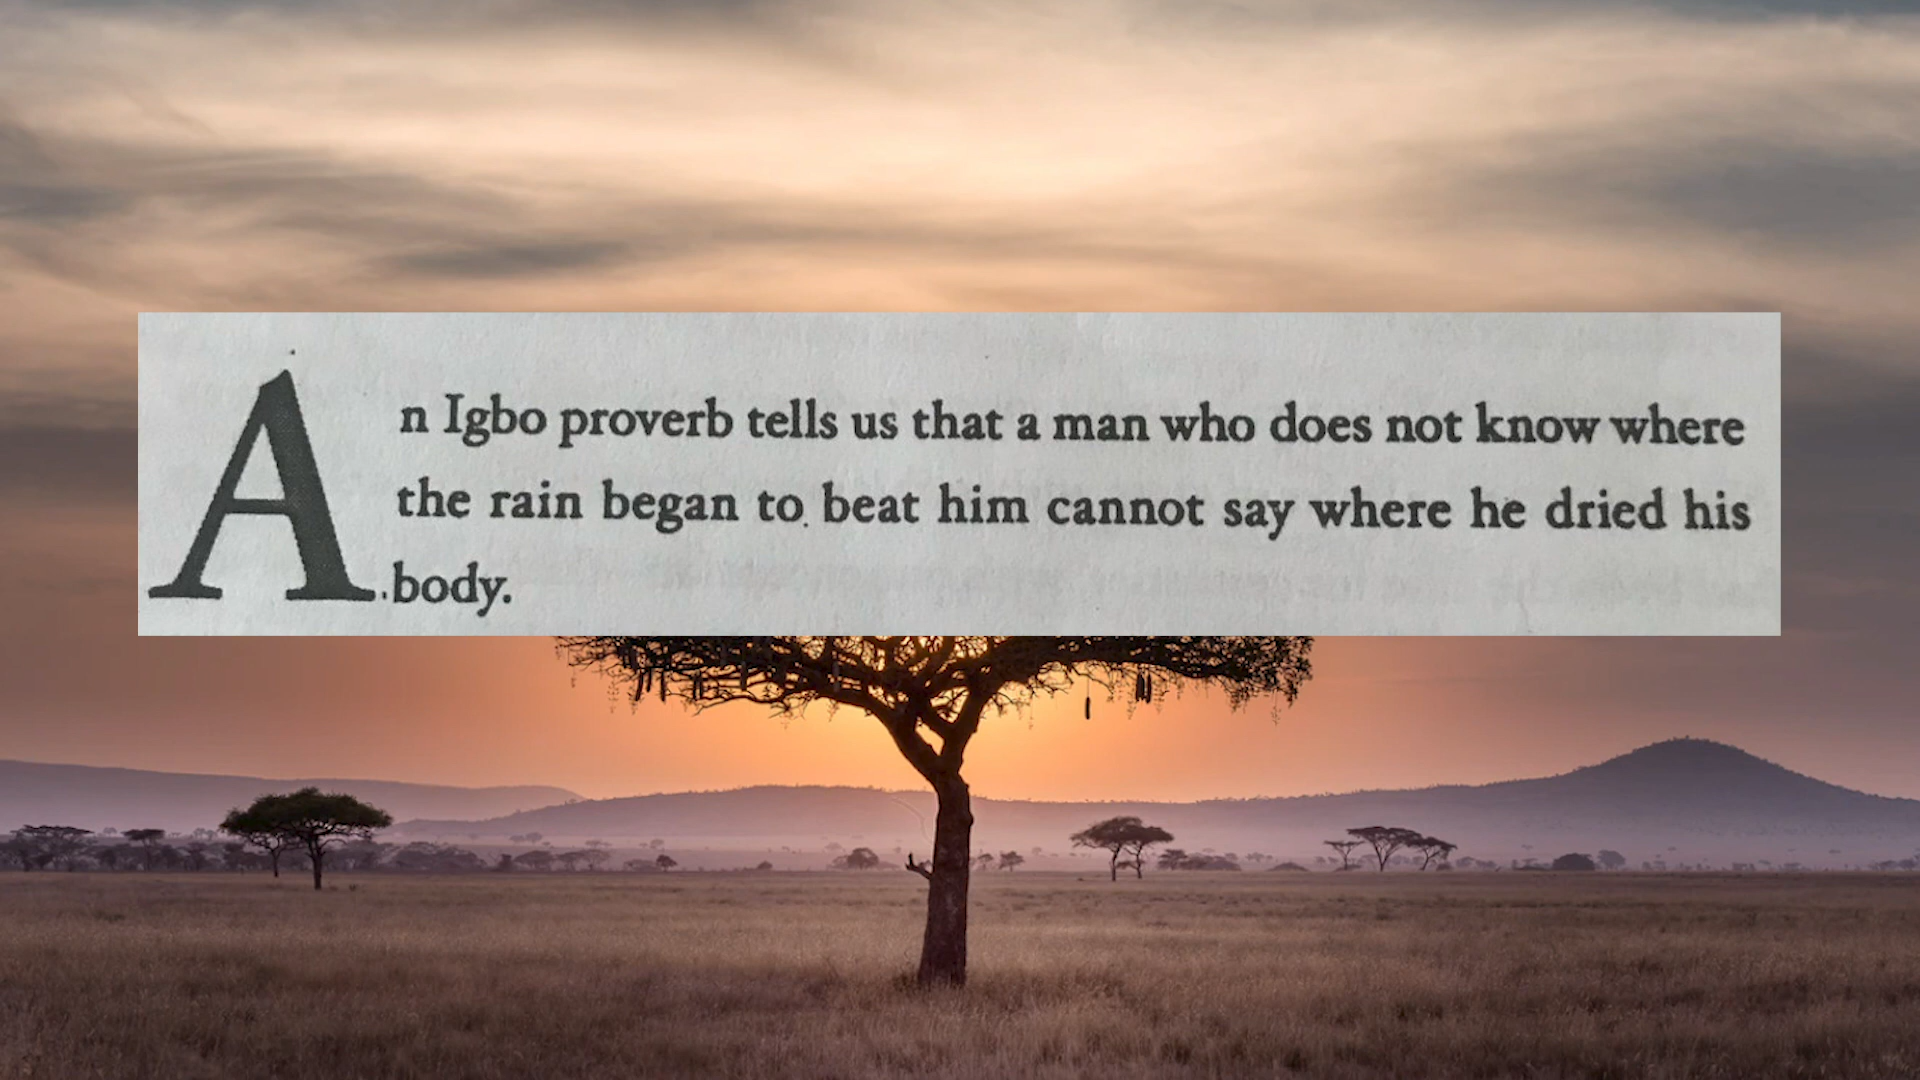 An Igbo proverb tells us that a man who does not know where
the rain began to beat him cannot say where he dried his
body.